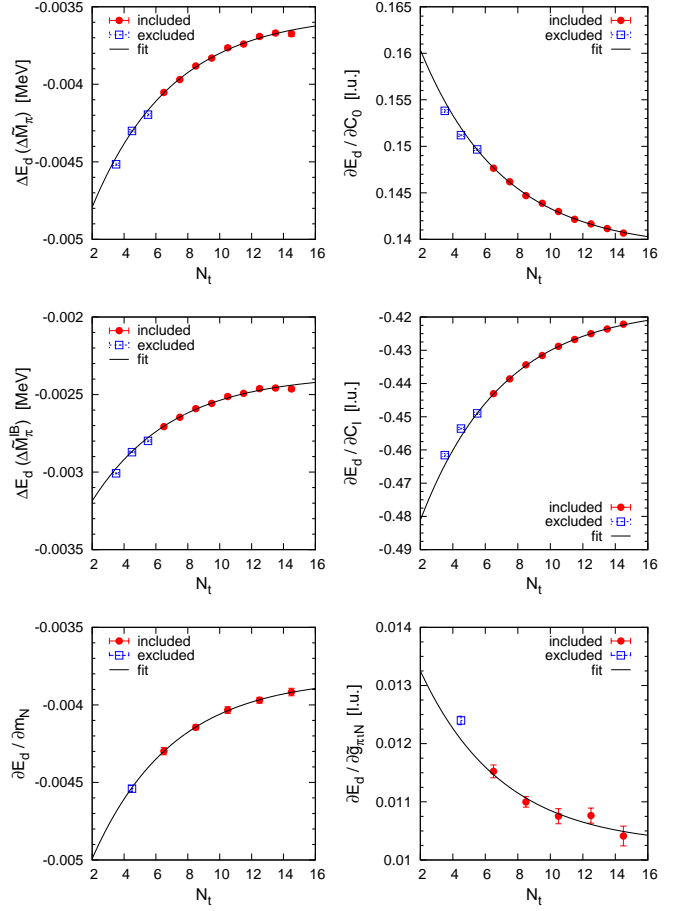 ΔE_d (ΔM̃_π) [MeV]
-0.0035
-0.004
-0.0045
-0.005
2 4 6 8 10 12 14 16
N_t
included
excluded
fit
∂E_d / ∂C_0 [l.u.]
0.16
0.155
0.15
0.145
0.14
2 4 6 8 10 12 14 16
N_t
included
excluded
fit
ΔE_d (ΔM̃_π^IB) [MeV]
-0.002
-0.0025
-0.003
-0.0035
2 4 6 8 10 12 14 16
N_t
included
excluded
fit
∂E_d / ∂C_I [l.u.]
-0.42
-0.43
-0.44
-0.45
-0.46
-0.47
-0.48
-0.49
2 4 6 8 10 12 14 16
N_t
included
excluded
fit
∂E_d / ∂m_N
-0.0035
-0.004
-0.0045
-0.005
2 4 6 8 10 12 14 16
N_t
included
excluded
fit
∂E_d / ∂g̃_πN [l.u.]
0.014
0.013
0.012
0.011
0.01
2 4 6 8 10 12 14 16
N_t
included
excluded
fit